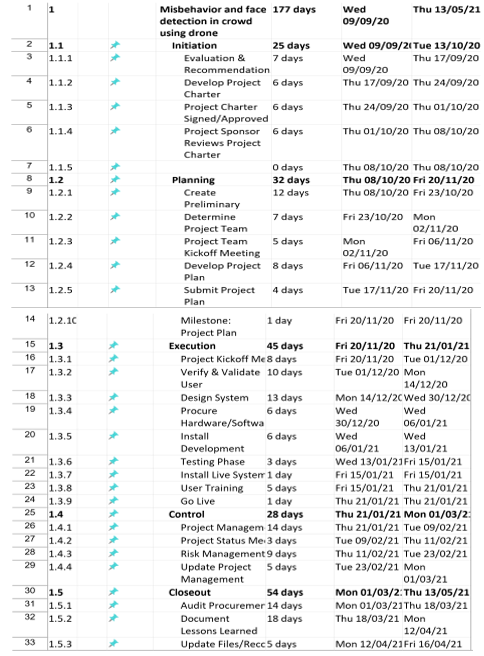 1 1 Misbehavior and face 177 days Wed Thu 13/05/21
detection in crowd 09/09/20
using drone
2 1.1 Initiation 25 days Wed 09/09/20 Tue 13/10/20
3 1.1.1 Evaluation & 7 days Wed Thu 17/09/20
Recommendation 09/09/20
4 1.1.2 Develop Project 6 days Thu 17/09/20 Thu 24/09/20
Charter
5 1.1.3 Project Charter 6 days Thu 24/09/20 Thu 01/10/20
Signed/Approved
6 1.1.4 Project Sponsor 6 days Thu 01/10/20 Thu 08/10/20
Reviews Project
Charter
7 1.1.5 0 days Thu 08/10/20 Thu 08/10/20
8 1.2 Planning 32 days Thu 08/10/20 Fri 20/11/20
9 1.2.1 Create 12 days Thu 08/10/20 Fri 23/10/20
Preliminary
10 1.2.2 Determine 7 days Fri 23/10/20 Mon
Project Team 02/11/20
11 1.2.3 Project Team 5 days Mon Fri 06/11/20
Kickoff Meeting 02/11/20
12 1.2.4 Develop Project 8 days Fri 06/11/20 Tue 17/11/20
Plan
13 1.2.5 Submit Project 4 days Tue 17/11/20 Fri 20/11/20
Plan
14 1.2.10 Milestone: 1 day Fri 20/11/20 Fri 20/11/20
Project Plan
15 1.3 Execution 45 days Fri 20/11/20 Thu 21/01/21
16 1.3.1 Project Kickoff Me 8 days Fri 20/11/20 Tue 01/12/20
17 1.3.2 Verify & Validate 10 days Tue 01/12/20 Mon
User 14/12/20
18 1.3.3 Design System 13 days Mon 14/12/20 Wed 30/12/20
19 1.3.4 Procure 6 days Wed Wed
Hardware/Softwa 30/12/20 06/01/21
20 1.3.5 Install 6 days Wed Wed
Development 06/01/21 13/01/21
21 1.3.6 Testing Phase 3 days Wed 13/01/21 Fri 15/01/21
22 1.3.7 Install Live System 1 day Fri 15/01/21 Fri 15/01/21
23 1.3.8 User Training 5 days Fri 15/01/21 Thu 21/01/21
24 1.3.9 Go Live 1 day Thu 21/01/21 Thu 21/01/21
25 1.4 Control 28 days Thu 21/01/21 Mon 01/03/2
26 1.4.1 Project Managem 14 days Thu 21/01/21 Tue 09/02/21
27 1.4.2 Project Status Me 3 days Tue 09/02/21 Thu 11/02/21
28 1.4.3 Risk Management 9 days Thu 11/02/21 Tue 23/02/21
29 1.4.4 Update Project 5 days Tue 23/02/21 Mon
Management 01/03/21
30 1.5 Closeout 54 days Mon 01/03/2 Thu 13/05/21
31 1.5.1 Audit Procuremer 14 days Mon 01/03/21 Thu 18/03/21
32 1.5.2 Document 18 days Thu 18/03/21 Mon
Lessons Learned 12/04/21
33 1.5.3 Update Files/Recc 5 days Mon 12/04/21 Fri 16/04/21